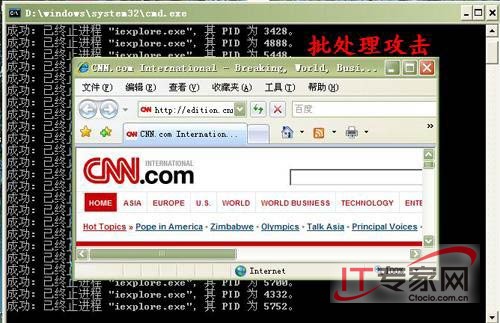 D:\windows\system32\cmd.exe
成功: 已终止进程 "iexplore.exe", 其 PID 为 3428。
成功: 已终止进程 "iexplore.exe", 其 PID 为 4888。
成功: 已终止进程 "iexplore.exe", 其 PID 为 5448。
批处理攻击
CNN.com International - Breaking, World, Busi...
文件(F) 编辑(E) 查看(V) 收藏夹(A) 工具(T) 帮助(H)
http://edition.cnn
百度
CNN.com Internation...
CNN.com
INTERNATIONAL
HOME ASIA EUROPE U.S. WORLD WORLD BUSINESS TECHNOLOGY ENTE
Hot Topics » Pope in America · Zimbabwe · Olympics · Talk Asia · Principal Voices ·
Internet
成功: 已终止进程 "iexplore.exe", 其 PID 为 5700。
成功: 已终止进程 "iexplore.exe", 其 PID 为 4332。
成功: 已终止进程 "iexplore.exe", 其 PID 为 5752。
IT专家网
Ctocio.com.cn